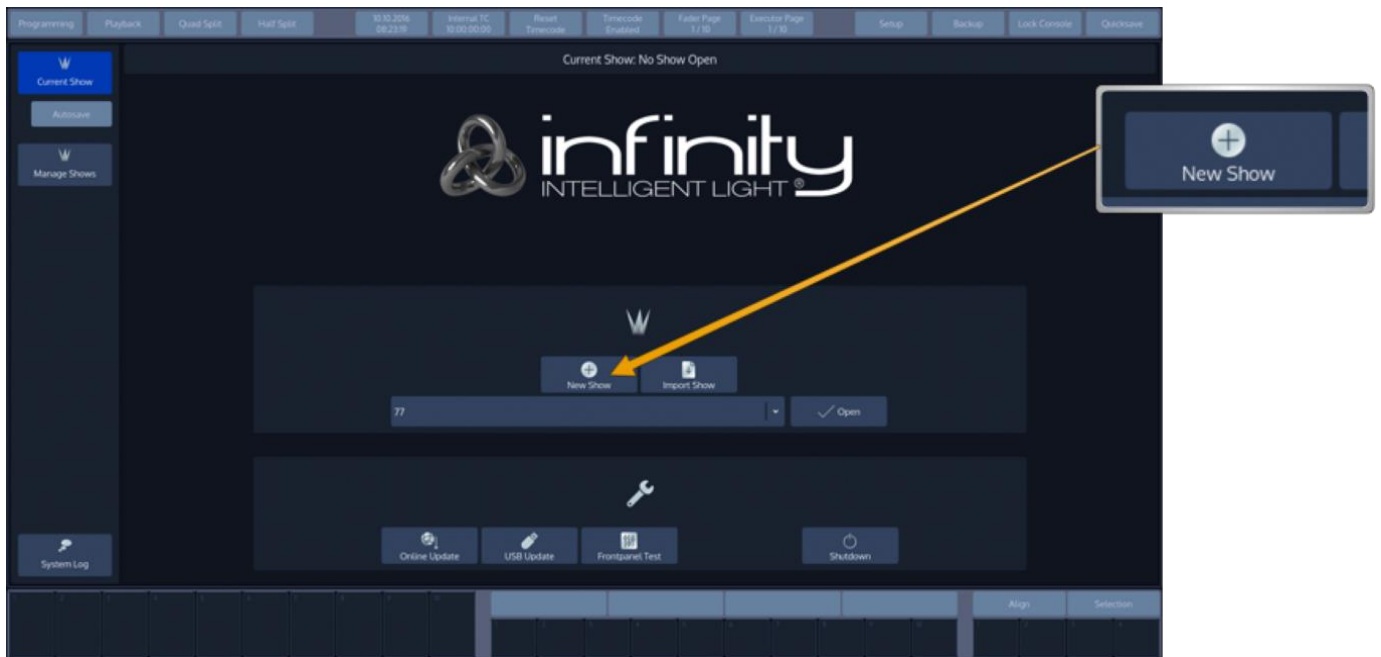 Programming Playback Quad Split Half Split 10.10.2016 Internal TC Reset Timecode Fader Page Executor Page Setup Backup Lock Console Quicksave
08:23:19 10:00:00:00 Timecode Enabled 1 / 10 1 / 10
Current Show: No Show Open
Current Show
Autosave
Manage Shows
infinity
INTELLIGENT LIGHT ®
New Show
New Show Import Show
77 Open
Online Update USB Update Frontpanel Test Shutdown
System Log
Align Selection